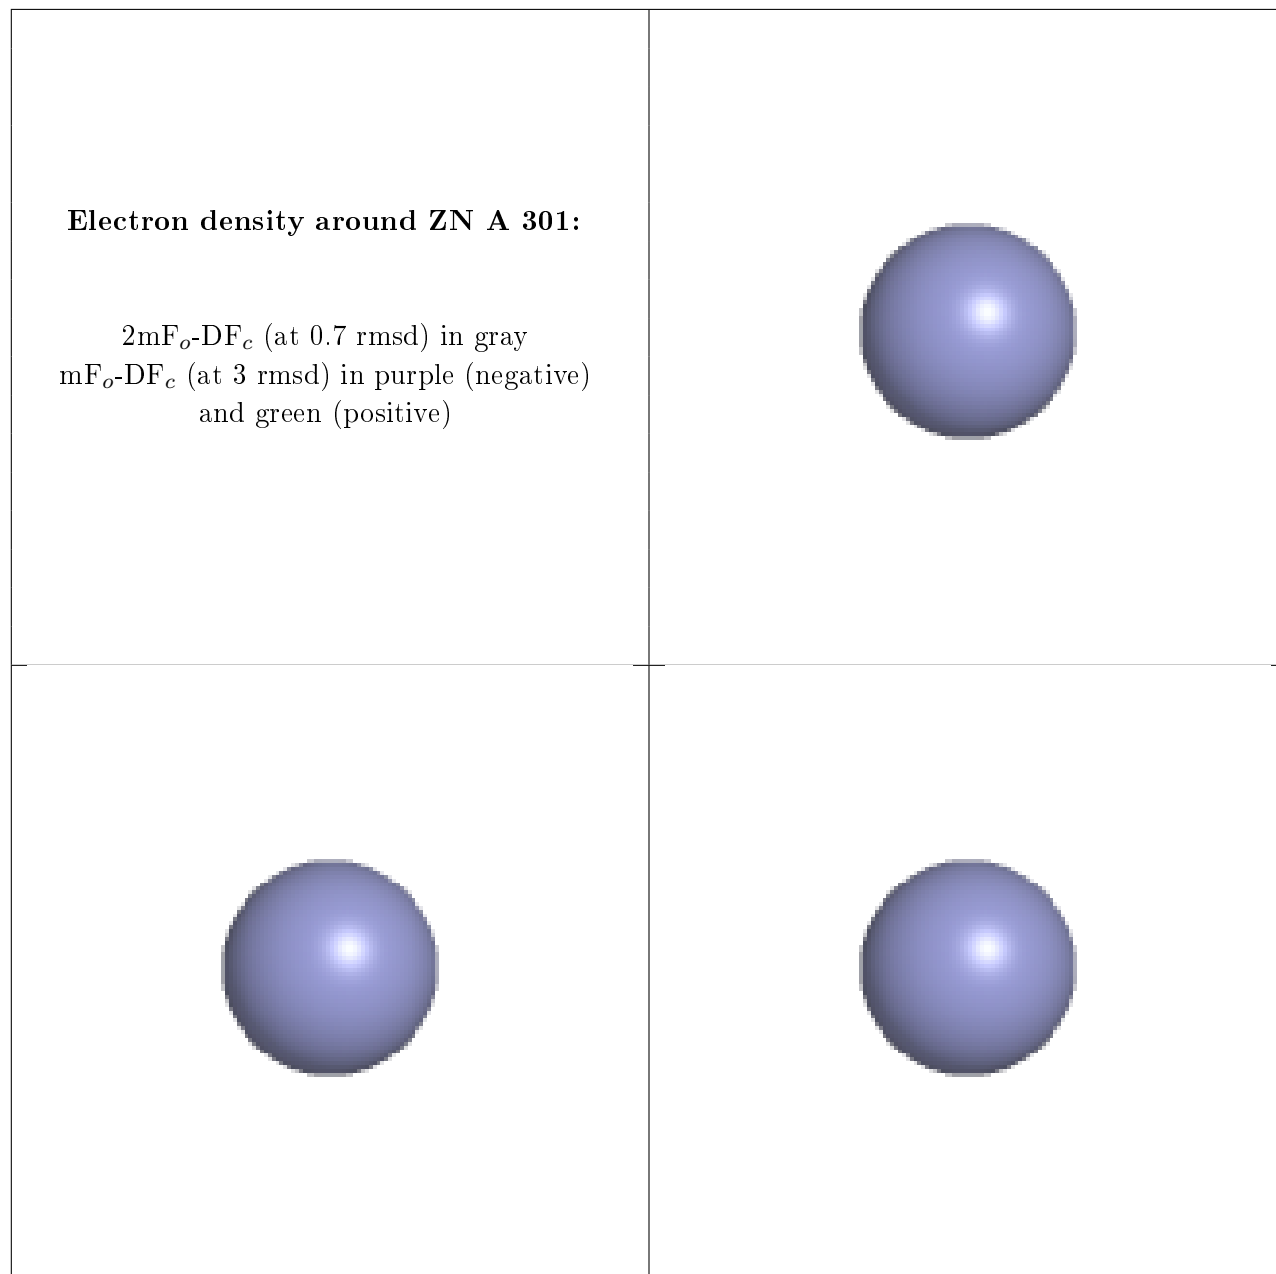 Electron density around ZN A 301:
2mFo-DFc (at 0.7 rmsd) in gray
mFo-DFc (at 3 rmsd) in purple (negative)
and green (positive)